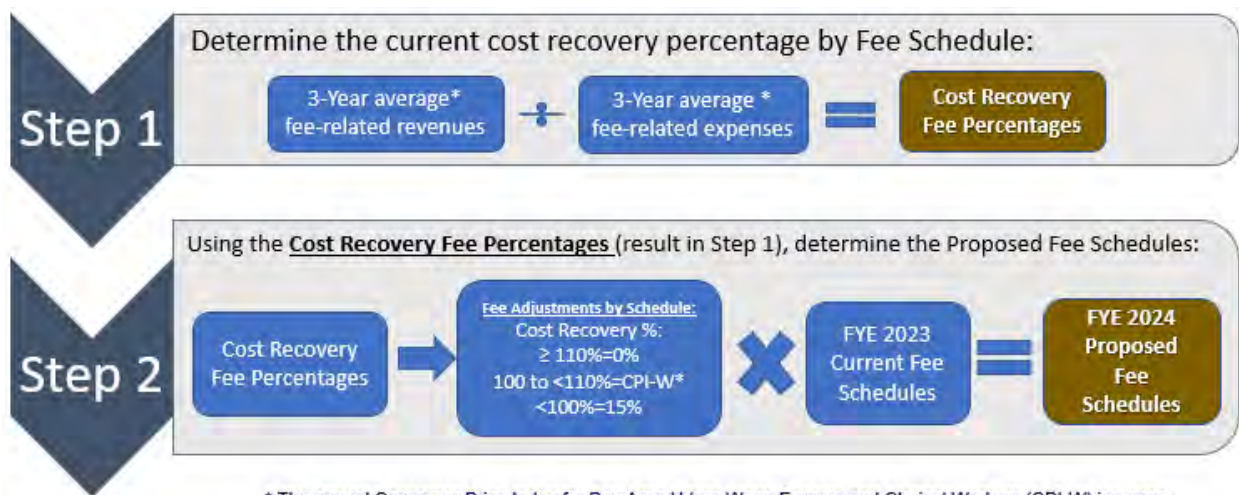 Step 1
Determine the current cost recovery percentage by Fee Schedule:
3-Year average*
fee-related revenues
÷
3-Year average *
fee-related expenses
=
Cost Recovery
Fee Percentages
Step 2
Using the Cost Recovery Fee Percentages (result in Step 1), determine the Proposed Fee Schedules:
Cost Recovery
Fee Percentages
Fee Adjustments by Schedule:
Cost Recovery %:
≥ 110%=0%
100 to <110%=CPI-W*
<100%=15%
×
FYE 2023
Current Fee
Schedules
=
FYE 2024
Proposed
Fee
Schedules